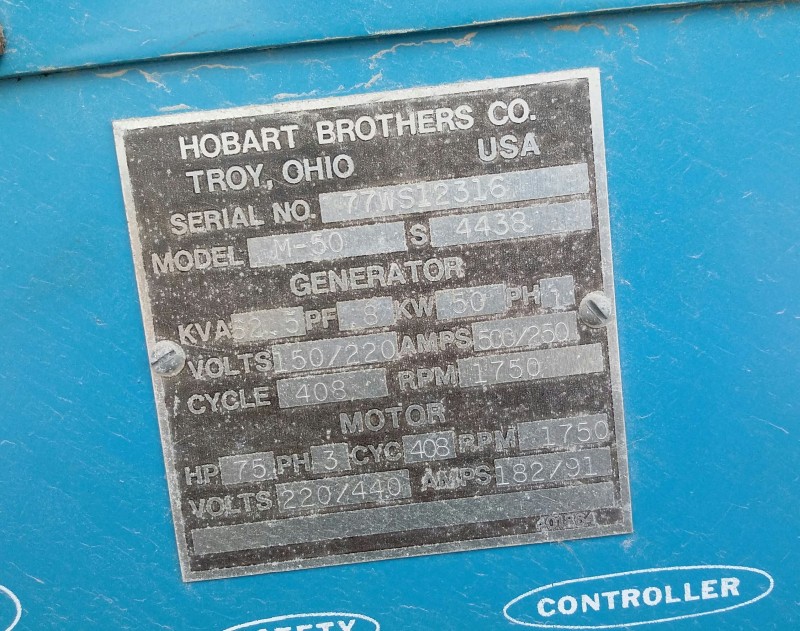 HOBART BROTHERS CO.
TROY, OHIO USA
SERIAL NO. 77WS12316
MODEL M-50 S 4438
GENERATOR
KVA 62.5 PF .8 KW 50 PH 1
VOLTS 150/220 AMPS 500/250
CYCLE 408 RPM 1750
MOTOR
HP 75 PH 3 CYC 408 RPM 1750
VOLTS 220/440 AMPS 182/91
CONTROLLER